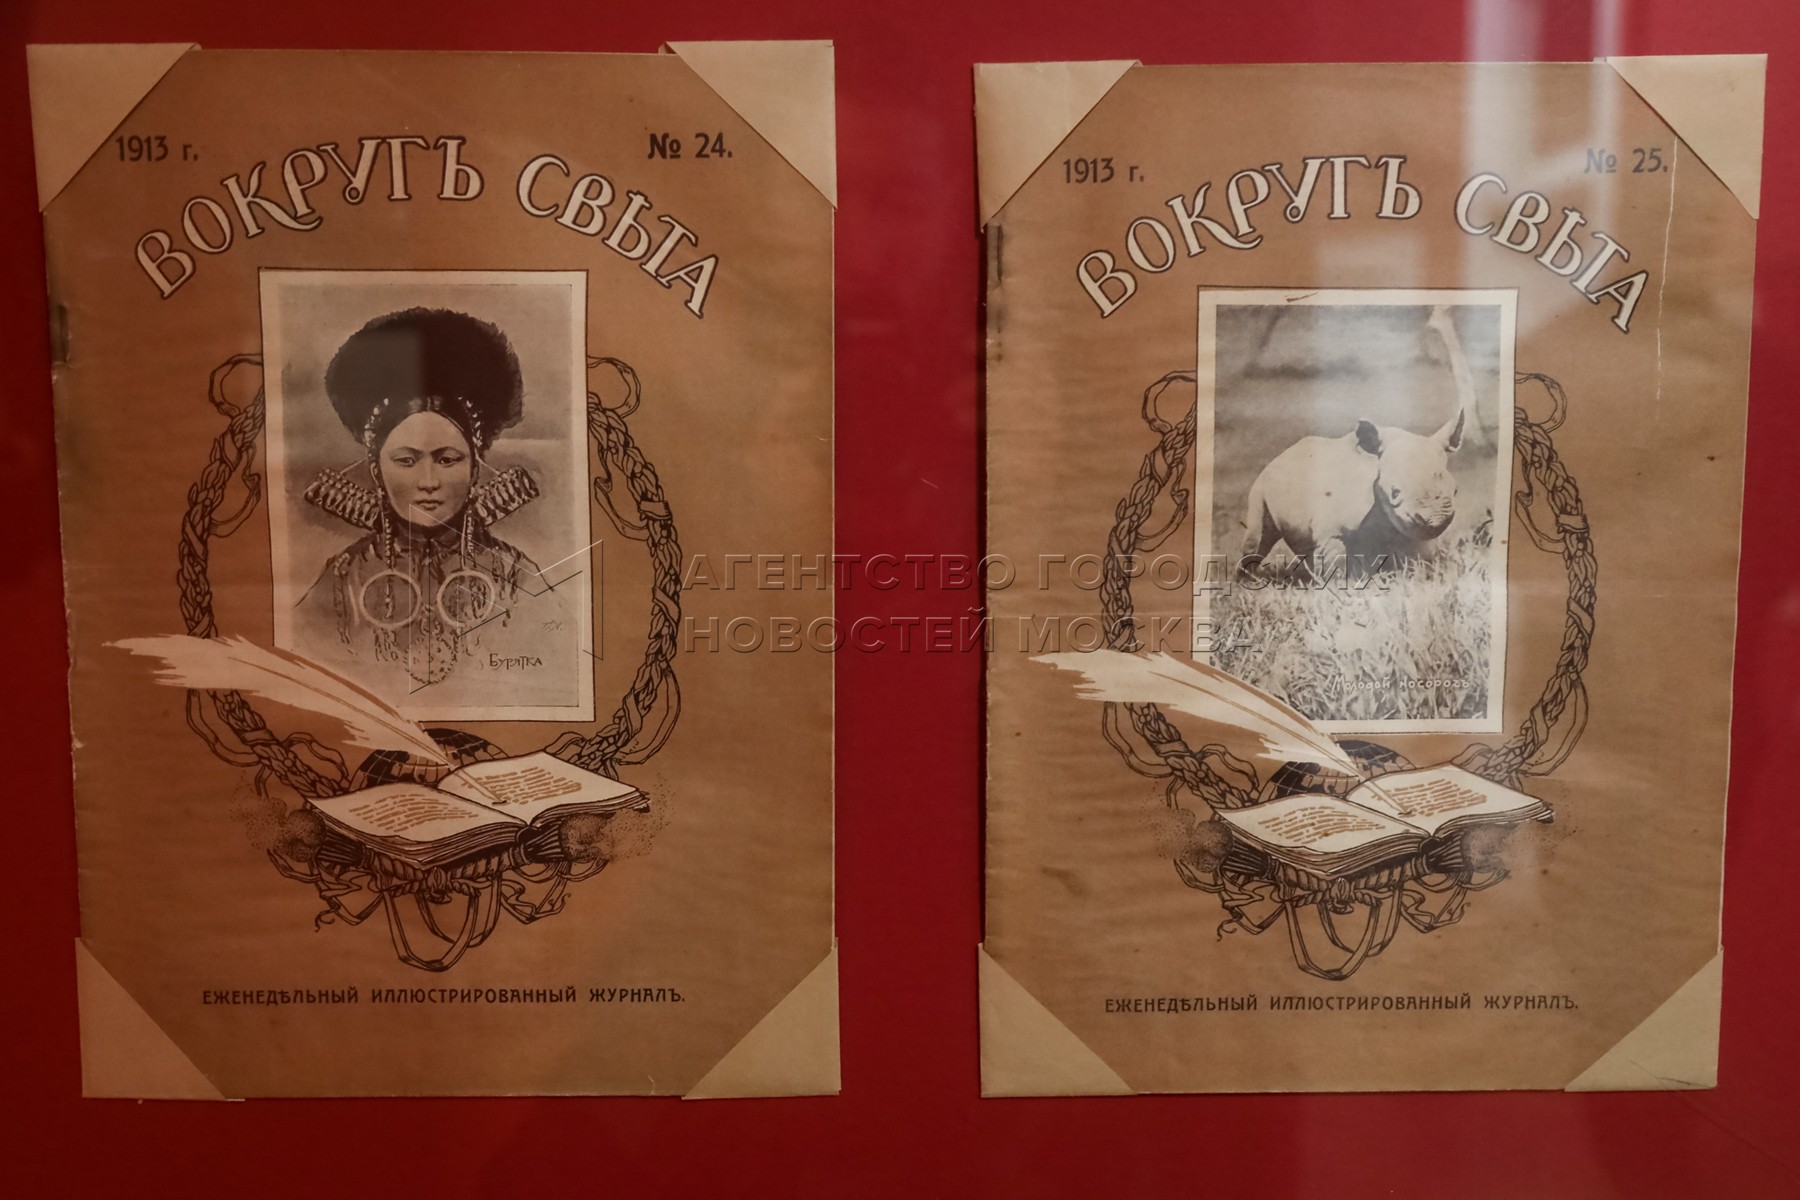 1913 г. № 24.
ВОКРУГЪ СВѢТА
БУРЯТКА
ЕЖЕНЕДѢЛЬНЫЙ ИЛЛЮСТРИРОВАННЫЙ ЖУРНАЛЪ.
1913 г. № 25.
ВОКРУГЪ СВѢТА
Молодой носорогъ
ЕЖЕНЕДѢЛЬНЫЙ ИЛЛЮСТРИРОВАННЫЙ ЖУРНАЛЪ.
АГЕНТСТВО ГОРОДСКИХ
НОВОСТЕЙ МОСКВА